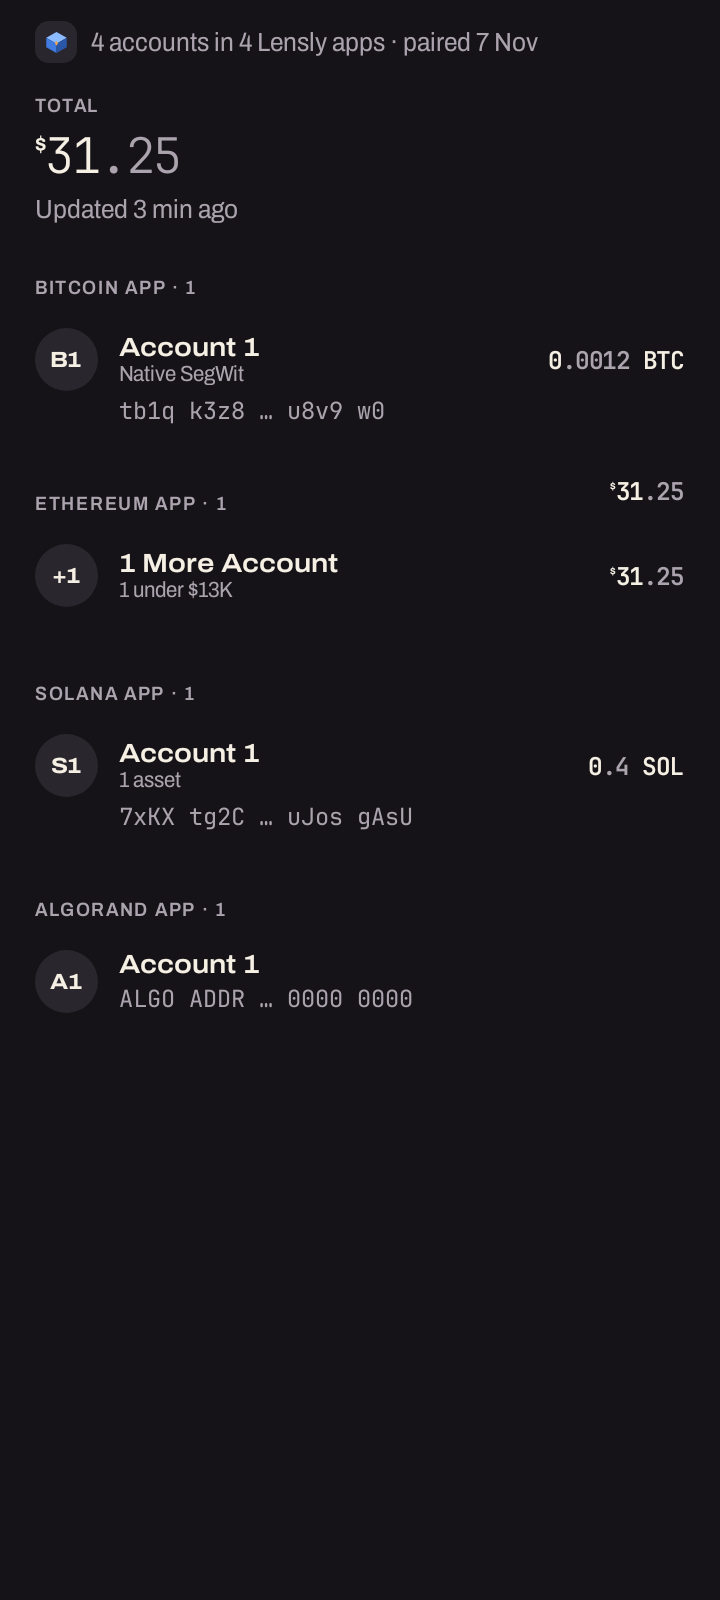 4 accounts in 4 Lensly apps · paired 7 Nov
TOTAL
$31.25
Updated 3 min ago
BITCOIN APP · 1
B1
Account 1
Native SegWit
0.0012 BTC
tb1q k3z8 … u8v9 w0
ETHEREUM APP · 1
$31.25
+1
1 More Account
1 under $13K
$31.25
SOLANA APP · 1
S1
Account 1
1 asset
0.4 SOL
7xKX tg2C … uJos gAsU
ALGORAND APP · 1
A1
Account 1
ALGO ADDR … 0000 0000